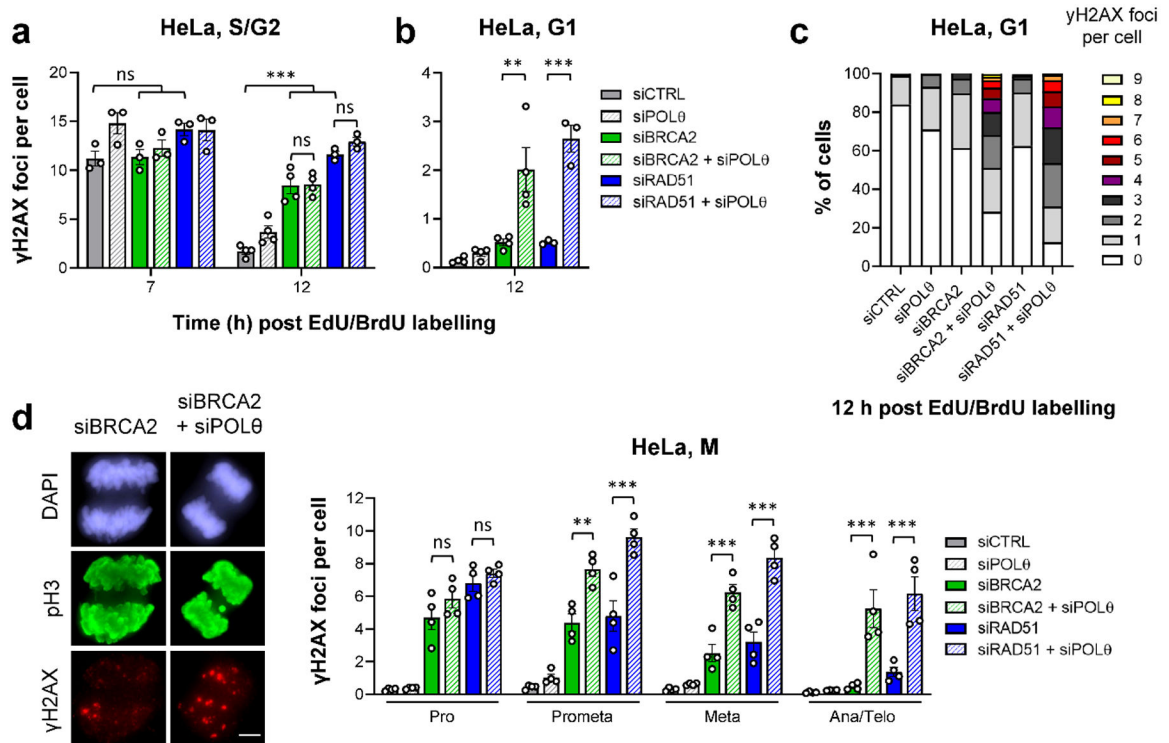 a
HeLa, S/G2
γH2AX foci per cell
20
15
10
5
0
ns
***
ns
ns
7
12
b
HeLa, G1
4
3
2
1
0
**
***
12
siCTRL
siPOLθ
siBRCA2
siBRCA2 + siPOLθ
siRAD51
siRAD51 + siPOLθ
Time (h) post EdU/BrdU labelling
c
HeLa, G1
γH2AX foci
per cell
% of cells
100
80
60
40
20
0
9
8
7
6
5
4
3
2
1
0
siCTRL
siPOLθ
siBRCA2
siBRCA2 + siPOLθ
siRAD51
siRAD51 + siPOLθ
12 h post EdU/BrdU labelling
d
siBRCA2
siBRCA2
+ siPOLθ
DAPI
pH3
γH2AX
HeLa, M
γH2AX foci per cell
12
10
8
6
4
2
0
ns
ns
**
***
***
***
***
***
Pro
Prometa
Meta
Ana/Telo
siCTRL
siPOLθ
siBRCA2
siBRCA2 + siPOLθ
siRAD51
siRAD51 + siPOLθ